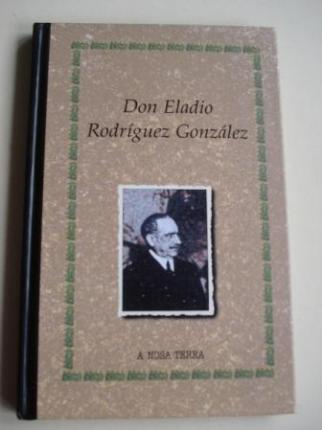 Don Eladio
Rodríguez González
A NOSA TERRA